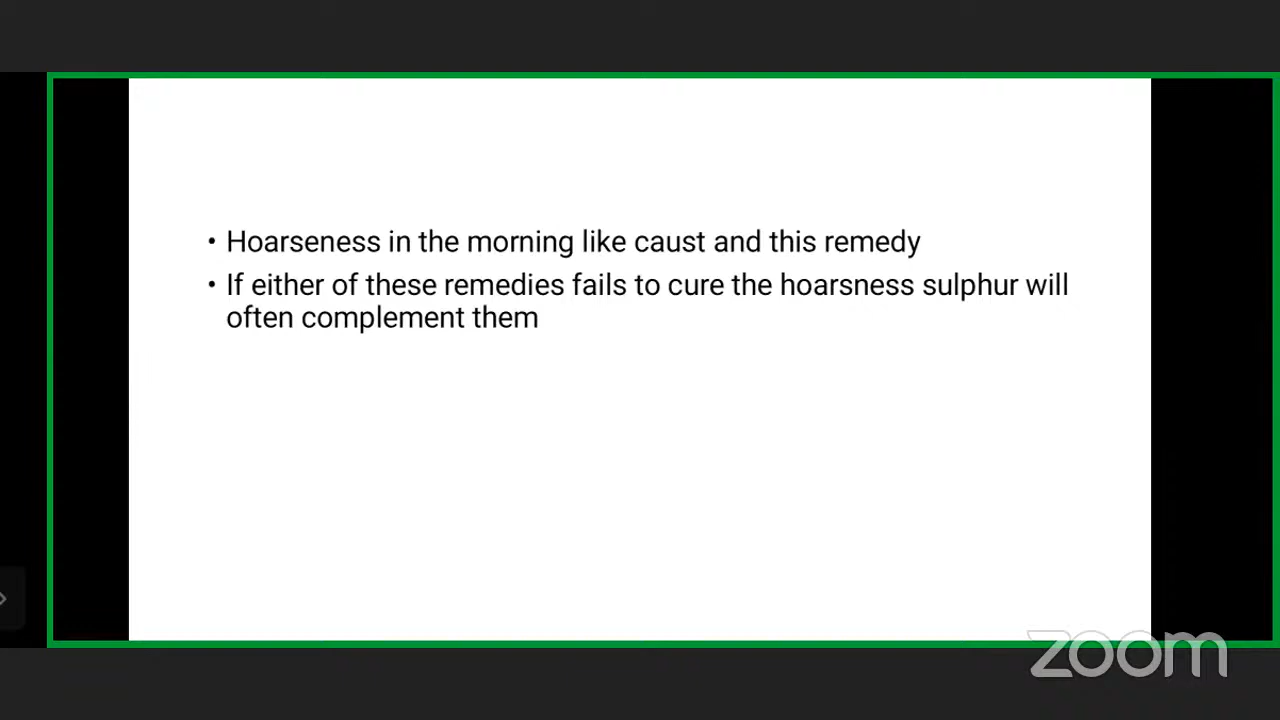 • Hoarseness in the morning like caust and this remedy
• If either of these remedies fails to cure the hoarsness sulphur will
often complement them
zoom